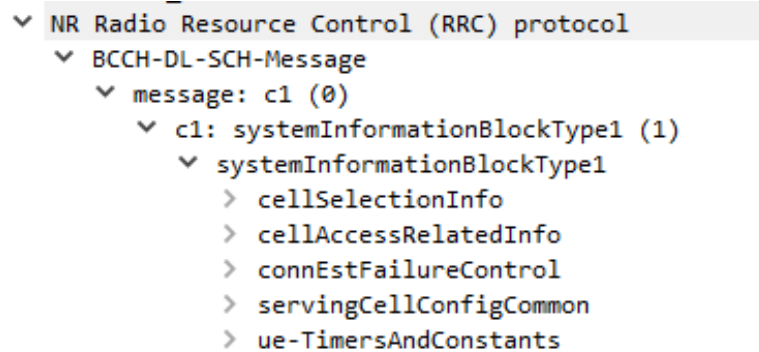 NR Radio Resource Control (RRC) protocol
BCCH-DL-SCH-Message
message: c1 (0)
c1: systemInformationBlockType1 (1)
systemInformationBlockType1
cellSelectionInfo
cellAccessRelatedInfo
connEstFailureControl
servingCellConfigCommon
ue-TimersAndConstants